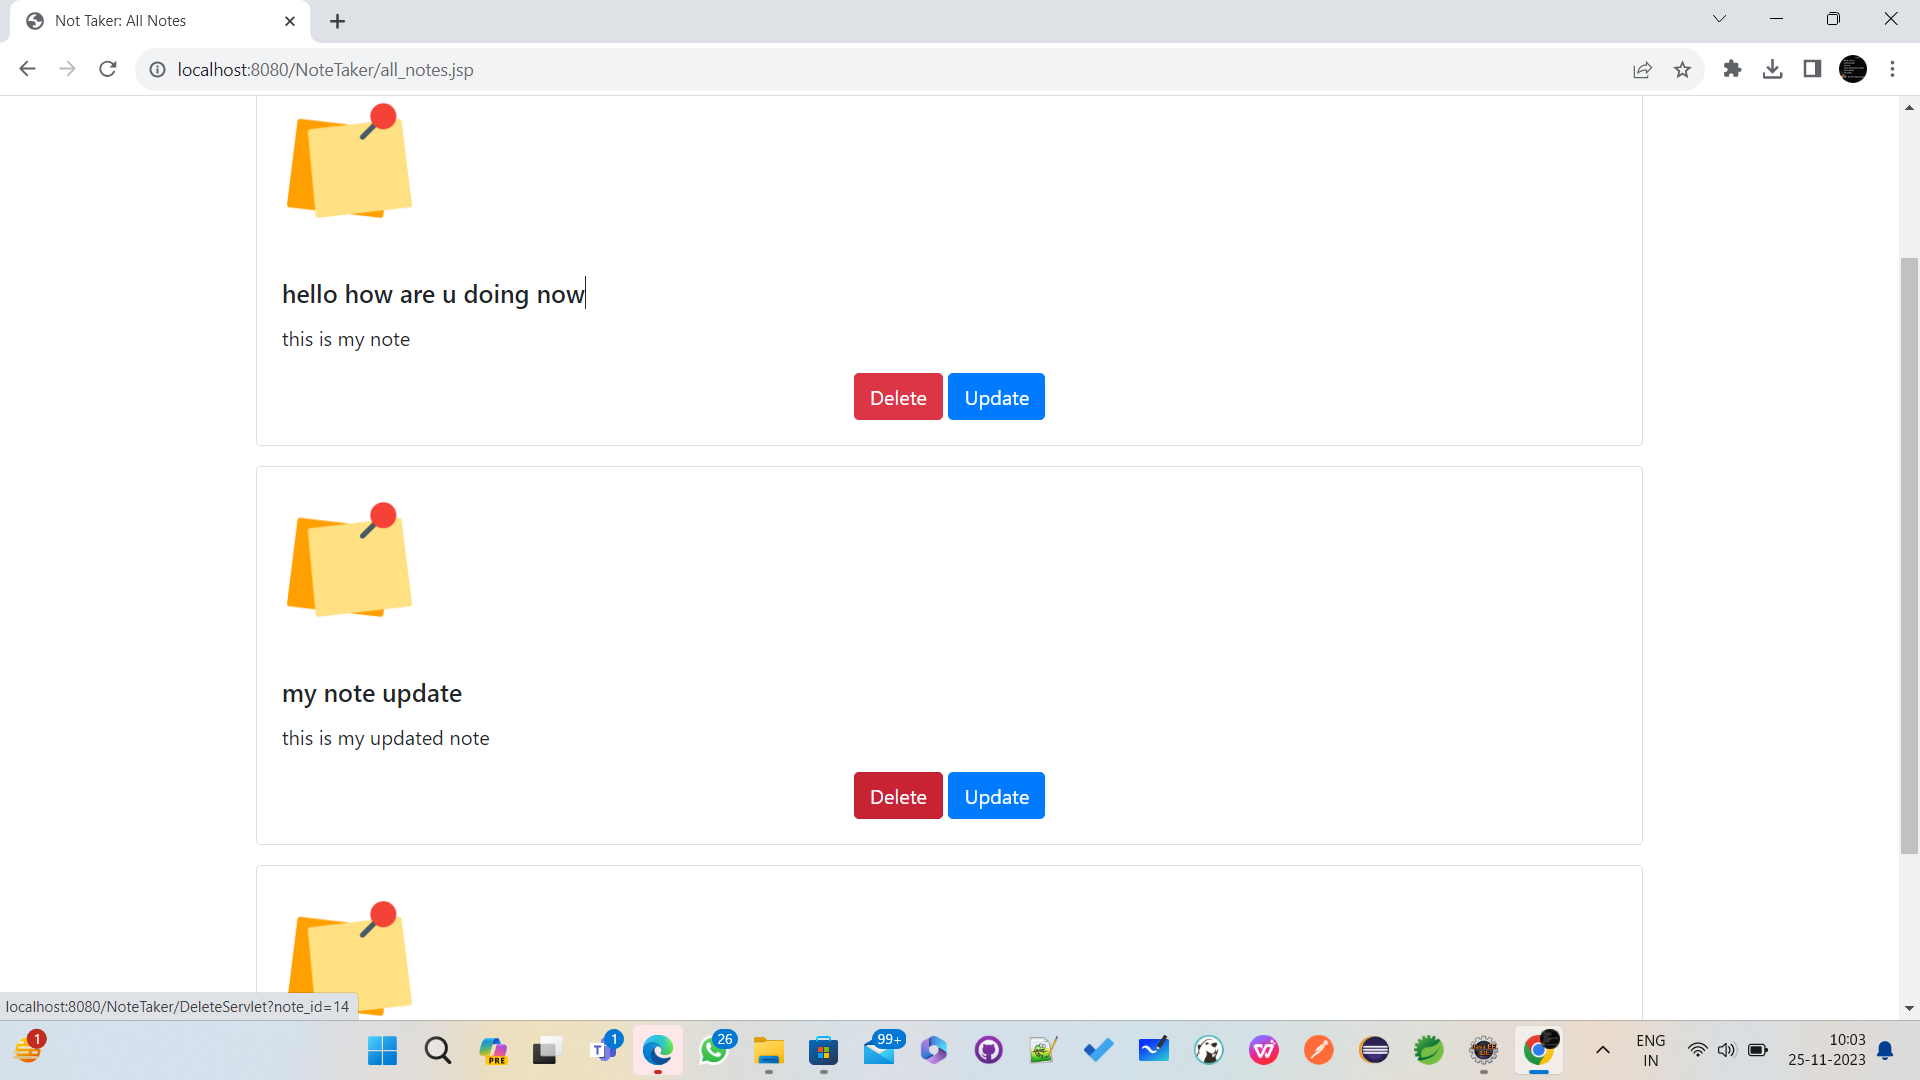 Not Taker: All Notes
localhost:8080/NoteTaker/all_notes.jsp
hello how are u doing now
this is my note
Delete Update
my note update
this is my updated note
Delete Update
localhost:8080/NoteTaker/DeleteServlet?note_id=14
1
PRE
T 1
26
99+
ENG
IN
10:03
25-11-2023